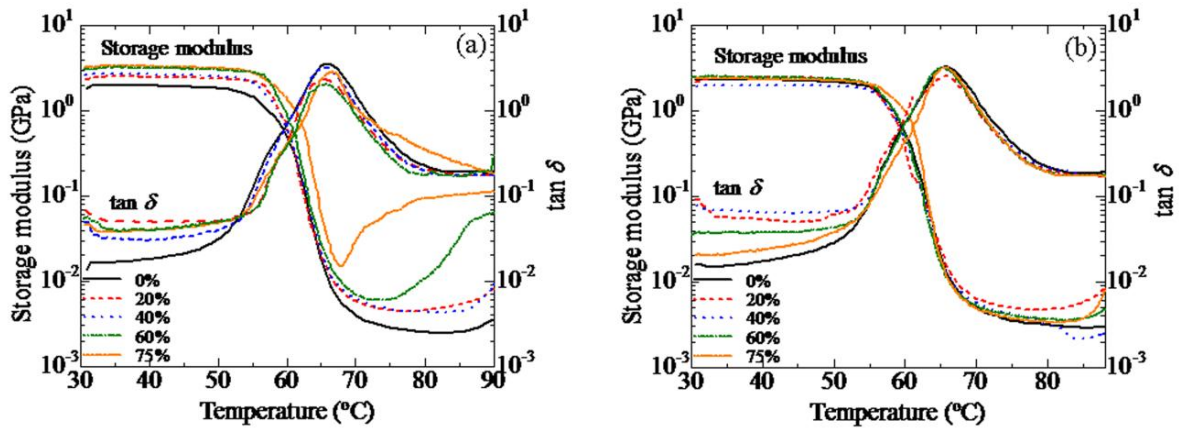 (a)
Storage modulus
tan δ
0%
20%
40%
60%
75%
10¹
10⁰
10⁻¹
10⁻²
10⁻³
Storage modulus (GPa)
10¹
10⁰
10⁻¹
10⁻²
10⁻³
tan δ
30 40 50 60 70 80 90
Temperature (ºC)
(b)
Storage modulus
tan δ
0%
20%
40%
60%
75%
10¹
10⁰
10⁻¹
10⁻²
10⁻³
Storage modulus (GPa)
10¹
10⁰
10⁻¹
10⁻²
10⁻³
tan δ
30 40 50 60 70 80
Temperature (ºC)